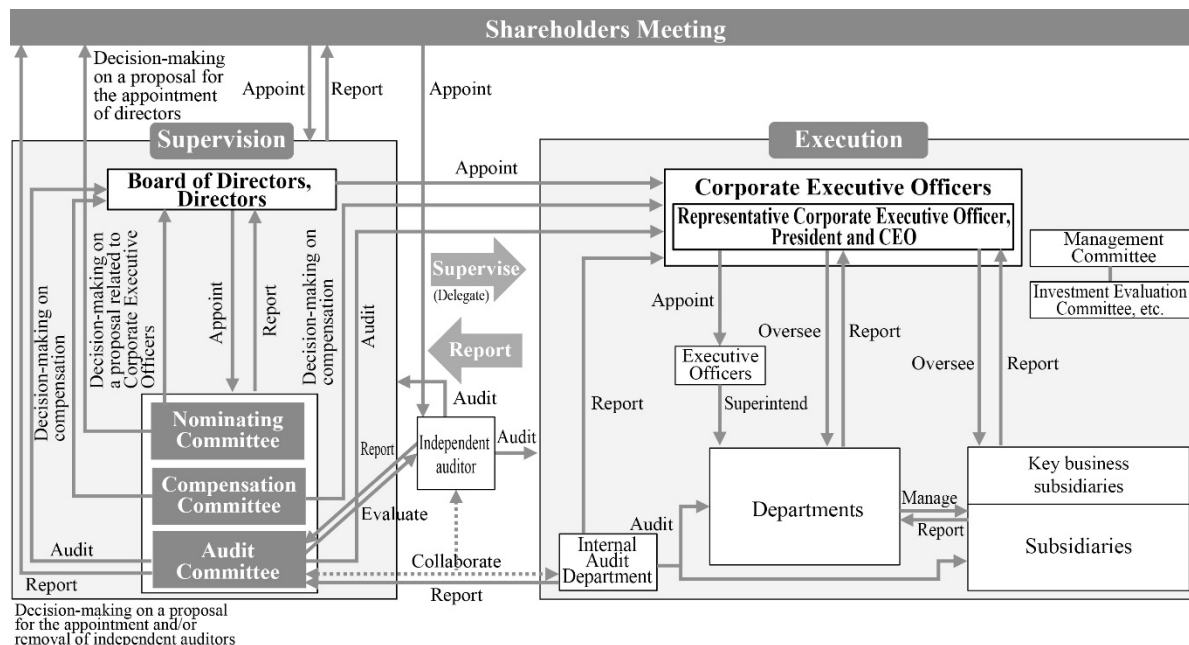 Shareholders Meeting
Decision-making
on a proposal for
the appointment
of directors
Appoint
Report
Appoint
Supervision
Execution
Board of Directors,
Directors
Appoint
Corporate Executive Officers
Representative Corporate Executive Officer,
President and CEO
Management
Committee
Investment Evaluation
Committee, etc.
Decision-making on
compensation
Decision-making on
a proposal related to
Corporate Executive
Officers
Appoint
Report
Decision-making on
compensation
Audit
Supervise
(Delegate)
Report
Appoint
Oversee
Report
Oversee
Report
Executive
Officers
Superintend
Report
Audit
Nominating
Committee
Compensation
Committee
Audit
Committee
Report
Independent
auditor
Audit
Evaluate
Departments
Key business
subsidiaries
Subsidiaries
Manage
Report
Audit
Internal
Audit
Department
Audit
Report
Collaborate
Report
Decision-making on a proposal
for the appointment and/or
removal of independent auditors